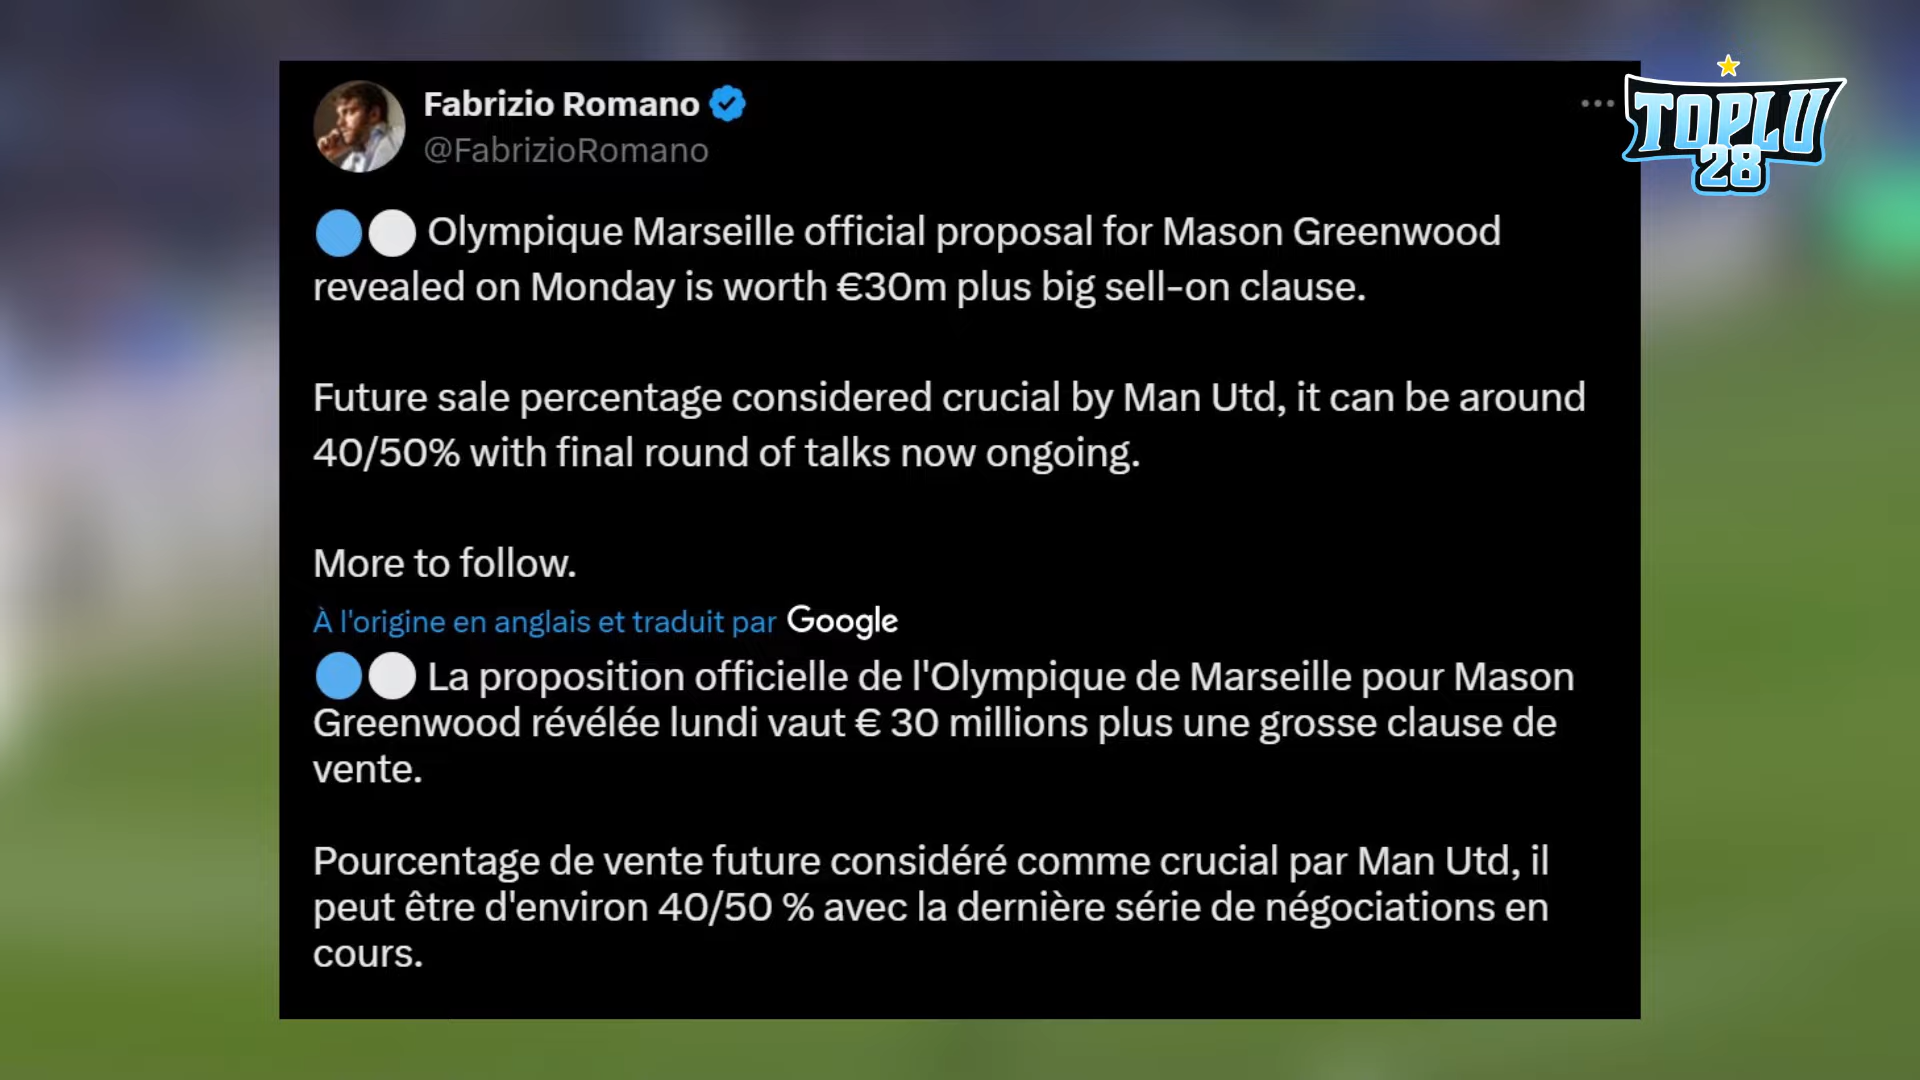 Fabrizio Romano
@FabrizioRomano
TOPLU
28
Olympique Marseille official proposal for Mason Greenwood
revealed on Monday is worth €30m plus big sell-on clause.
Future sale percentage considered crucial by Man Utd, it can be around
40/50% with final round of talks now ongoing.
More to follow.
À l'origine en anglais et traduit par Google
La proposition officielle de l'Olympique de Marseille pour Mason
Greenwood révélée lundi vaut € 30 millions plus une grosse clause de
vente.
Pourcentage de vente future considéré comme crucial par Man Utd, il
peut être d'environ 40/50 % avec la dernière série de négociations en
cours.